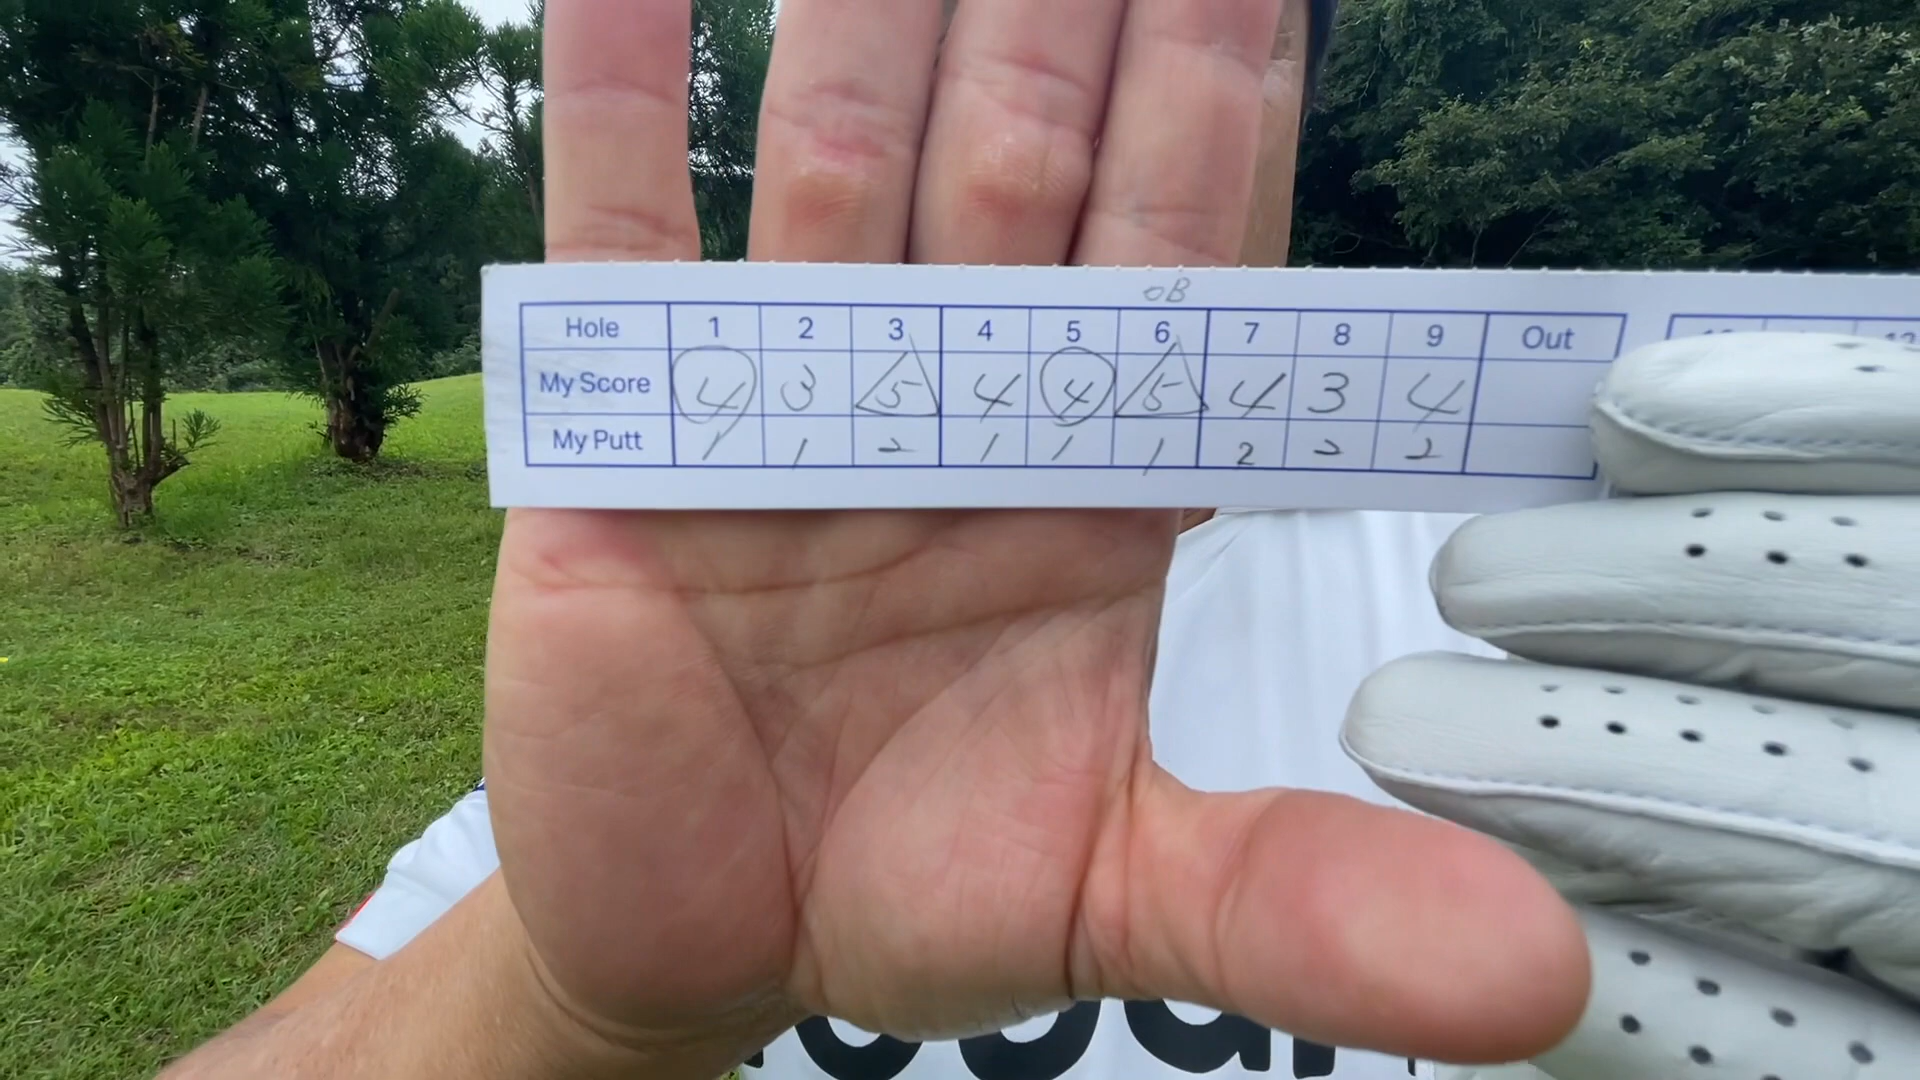 OB
Hole 1 2 3 4 5 6 7 8 9 Out
My Score 4 3 5 4 4 5 4 3 4
My Putt 1 1 2 1 1 1 2 2 2